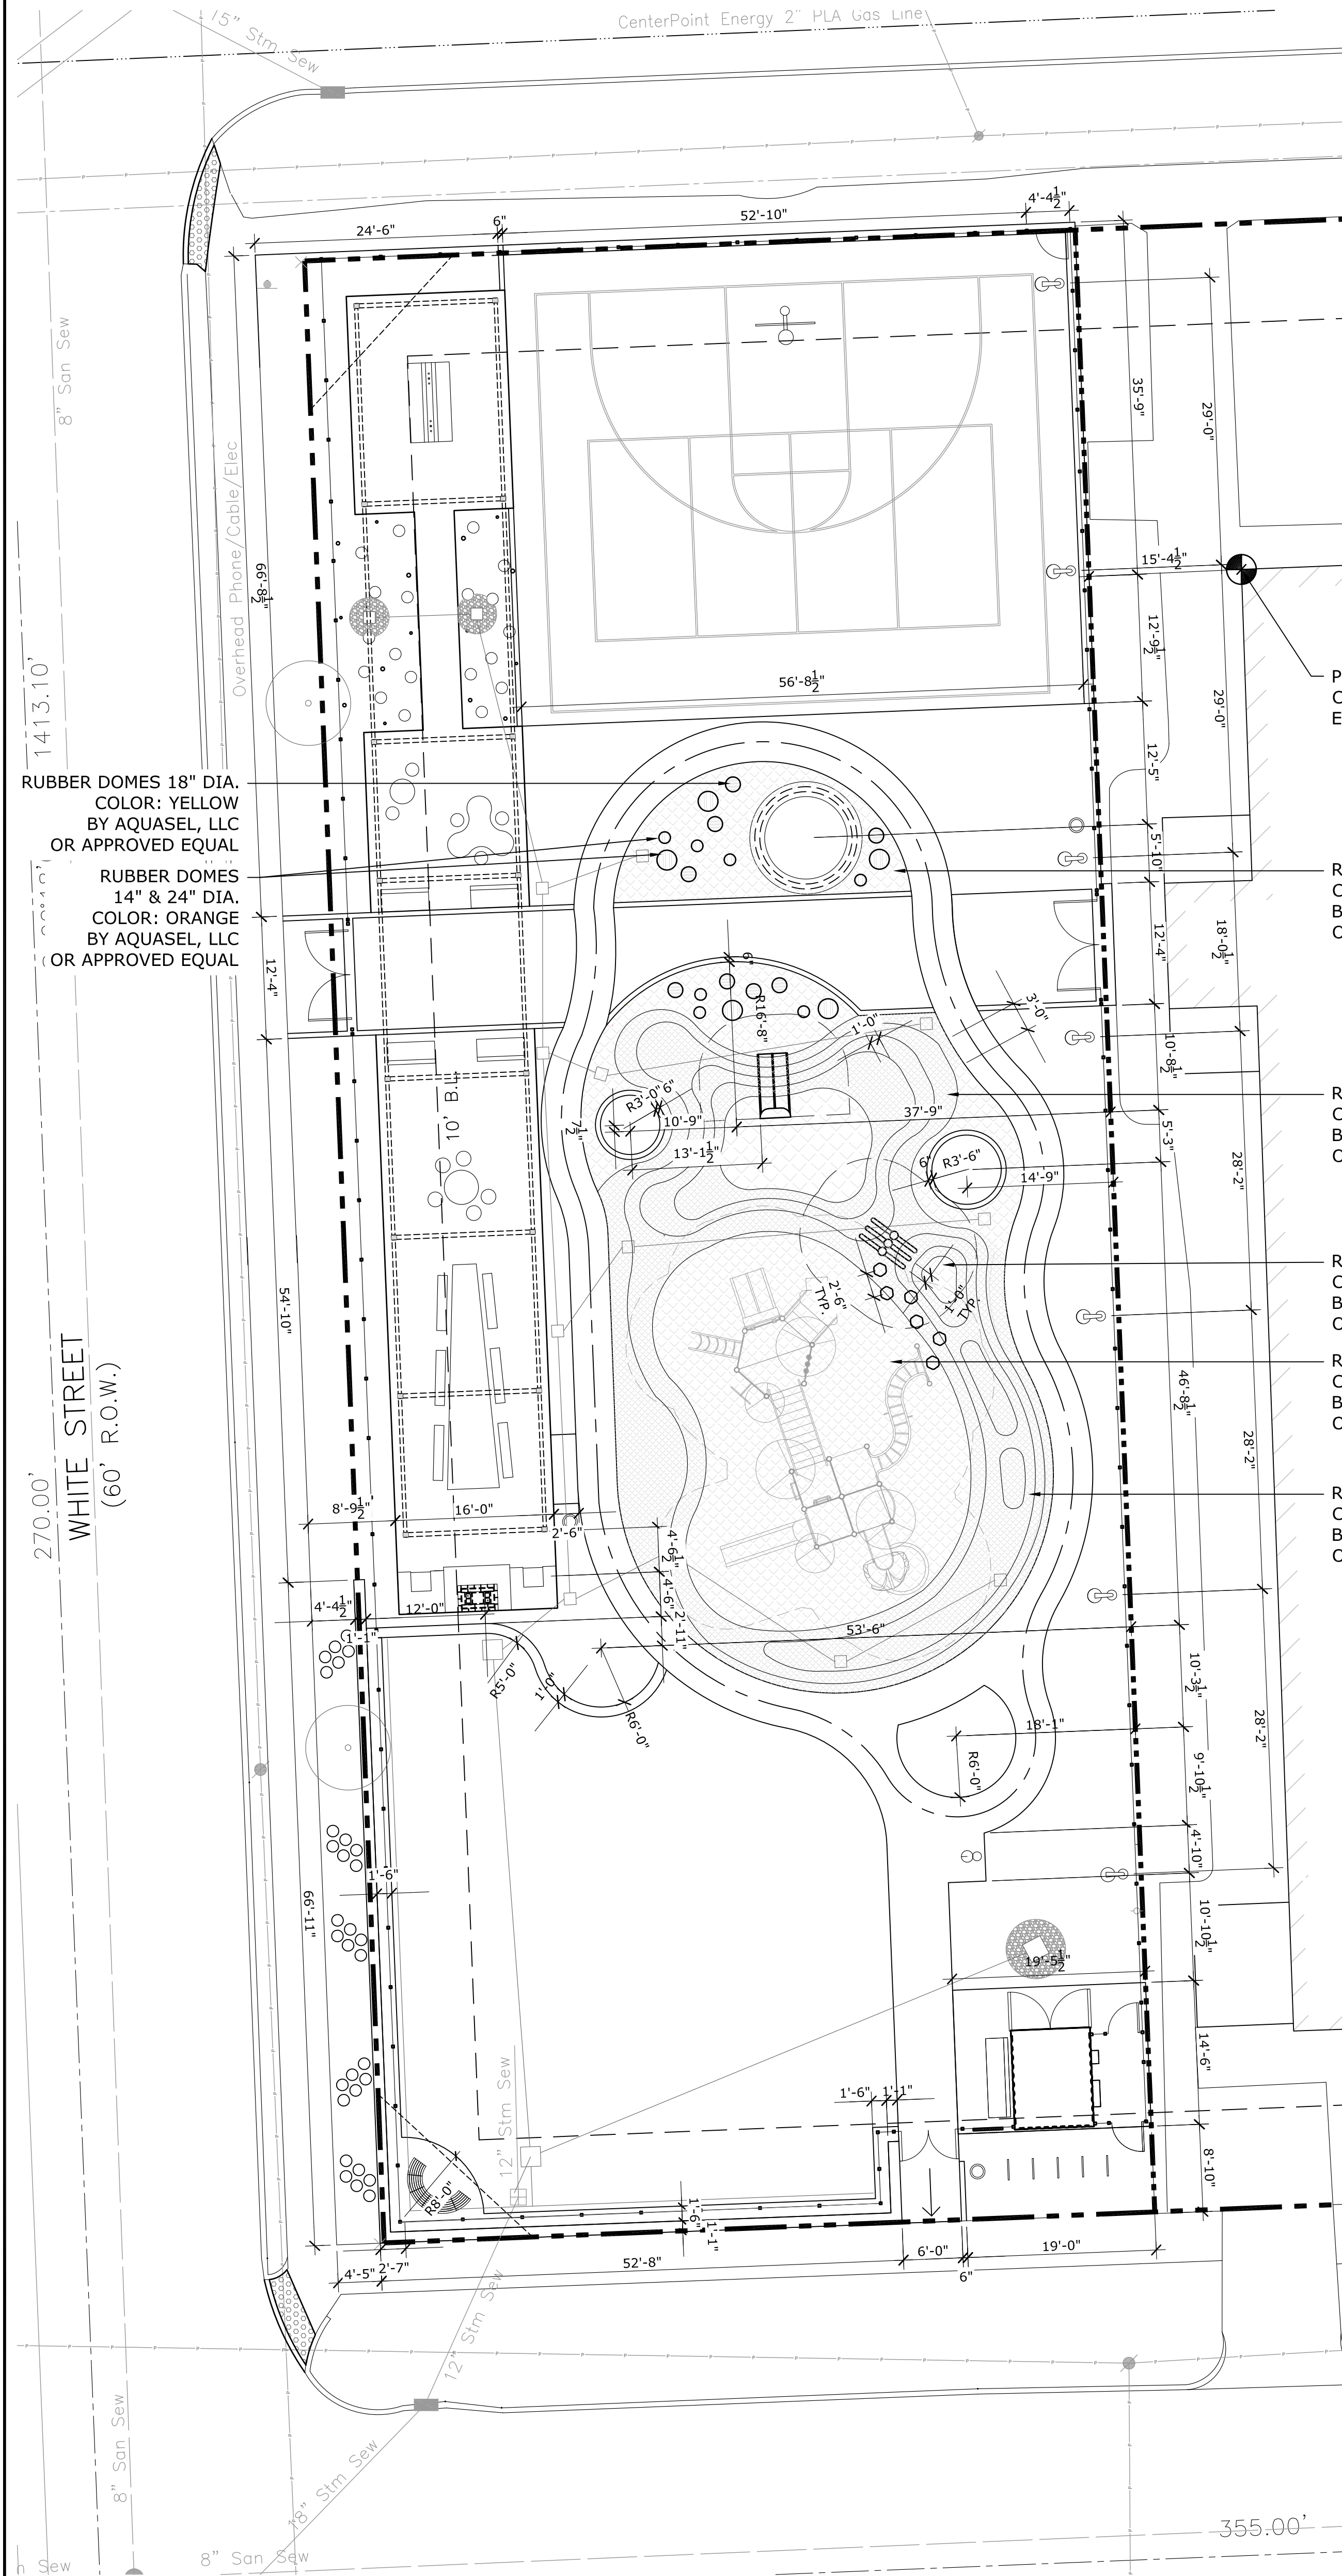 CenterPoint Energy 2" PLA Gas Line
15" Stm Sew
4'-4½"
52'-10"
6"
24'-6"
8" San Sew
35'-9"
29'-0"
Overhead Phone/Cable/Elec
15'-4½"
66'-8½"
12'-9½"
1413.10'
56'-8½"
P
C
E
29'-0"
12'-5"
RUBBER DOMES 18" DIA.
COLOR: YELLOW
BY AQUASEL, LLC
OR APPROVED EQUAL
RUBBER DOMES
14" & 24" DIA.
COLOR: ORANGE
BY AQUASEL, LLC
OR APPROVED EQUAL
5'-10"
R
C
B
O
12'-4"
18'-0½"
12'-4"
6"
R16'-8"
3'-0"
1'-0"
10'-8½"
R3'-0"
6"
10'-9"
7½"
37'-9"
R
C
B
O
10' B.L.
13'-1½"
5'-3"
6"
R3'-6"
14'-9"
28'-2"
R
C
B
O
2'-6"
TYP.
1'-0"
TYP.
54'-10"
WHITE STREET
(60' R.O.W.)
270.00'
R
C
B
O
46'-8½"
28'-2"
8'-9½"
16'-0"
2'-6"
4'-6½"
R
C
B
O
4'-4½"
12'-0"
4'-6"
2'-11"
1'-1"
53'-6"
R5'-0"
1'-0"
R6'-0"
10'-3½"
18'-1"
28'-2"
R6'-0"
9'-10½"
4'-10"
1'-6"
66'-11"
10'-10½"
19'-5½"
14'-6"
12" Stm Sew
1'-6"
1'-1"
8'-10"
R8'-0"
1'-6"
1'-1"
4'-5"
2'-7"
52'-8"
6'-0"
6"
19'-0"
12" Stm Sew
8" San Sew
18" Stm Sew
355.00'
8" San Sew
n Sew